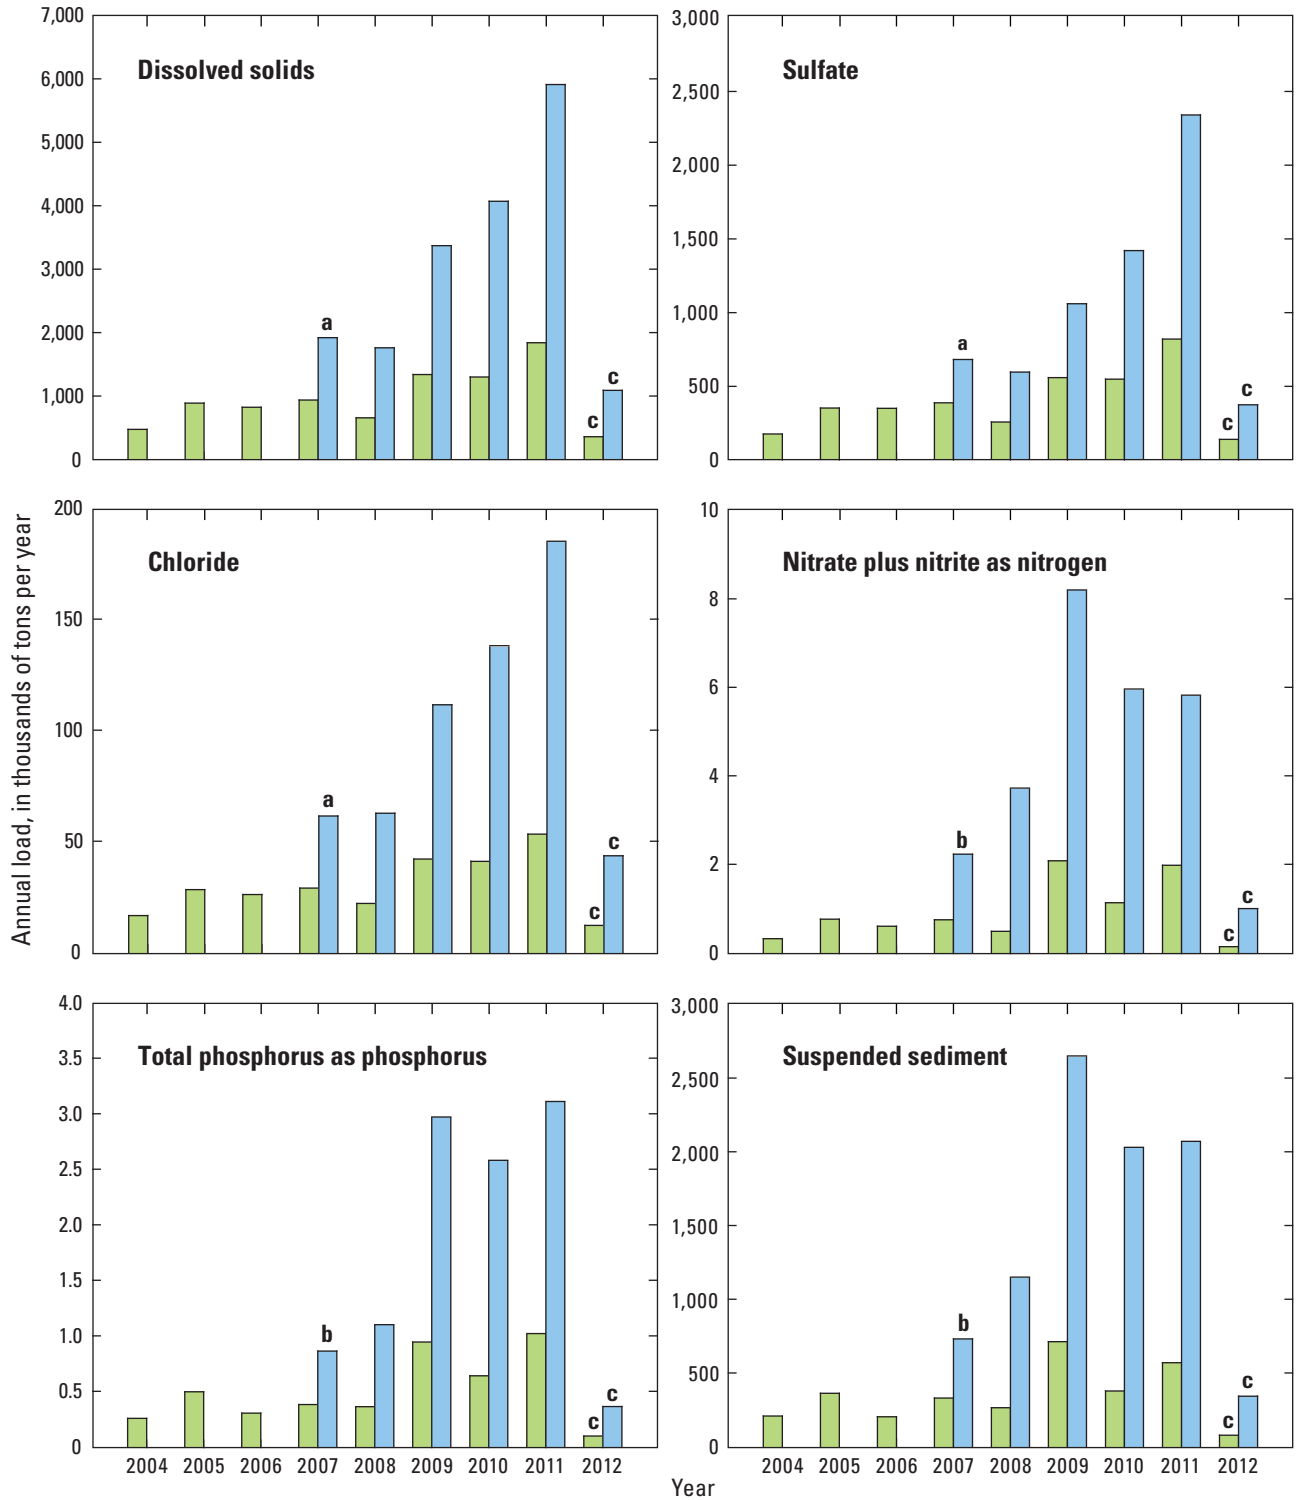 Annual load, in thousands of tons per year
Dissolved solids
7,000
6,000
5,000
4,000
3,000
2,000
1,000
0
a
c
c
Sulfate
3,000
2,500
2,000
1,500
1,000
500
0
a
c
c
Chloride
200
150
100
50
0
a
c
c
Nitrate plus nitrite as nitrogen
10
8
6
4
2
0
b
c
c
Total phosphorus as phosphorus
4.0
3.5
3.0
2.5
2.0
1.5
1.0
0.5
0
b
c
c
2004 2005 2006 2007 2008 2009 2010 2011 2012
Suspended sediment
3,000
2,500
2,000
1,500
1,000
500
0
b
c
c
2004 2005 2006 2007 2008 2009 2010 2011 2012
Year